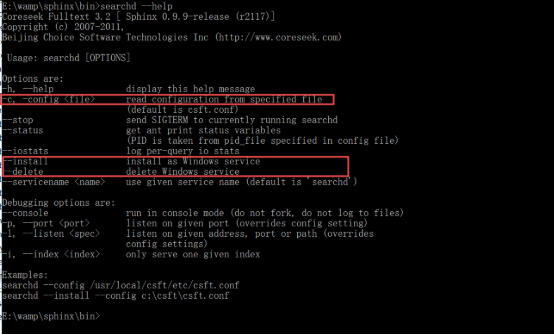 E:\wamp\sphinx\bin>searchd --help
Coreseek Fulltext 3.2 [ Sphinx 0.9.9-release (r2117)]
Copyright (c) 2007-2011,
Beijing Choice Software Technologies Inc (http://www.coreseek.com)
Usage: searchd [OPTIONS]
Options are:
-h, --help display this help message
-c, -config <file> read configuration from specified file
(default is csft.conf)
--stop send SIGTERM to currently running searchd
--status get ant print status variables
(PID is taken from pid_file specified in config file)
--iostats log per-query io stats
--install install as Windows service
--delete delete Windows service
--servicename <name> use given service name (default is 'searchd')
Debugging options are:
--console run in console mode (do not fork, do not log to files)
-p, --port <port> listen on given port (overrides config setting)
-l, --listen <spec> listen on given address, port or path (overrides
config settings)
-i, --index <index> only serve one given index
Examples:
searchd --config /usr/local/csft/etc/csft.conf
searchd --install --config c:\csft\csft.conf
E:\wamp\sphinx\bin>